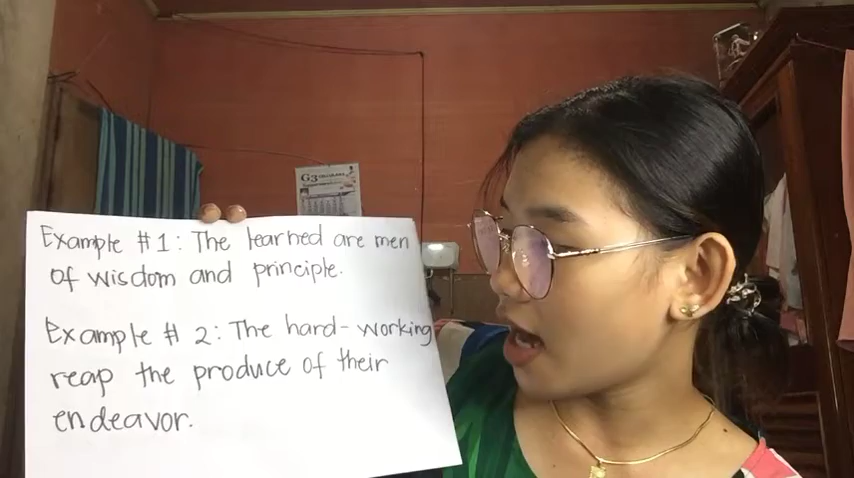 G3
Example #1: The learned are men
of wisdom and principle.
Example # 2: The hard-working
reap the produce of their
endeavor.